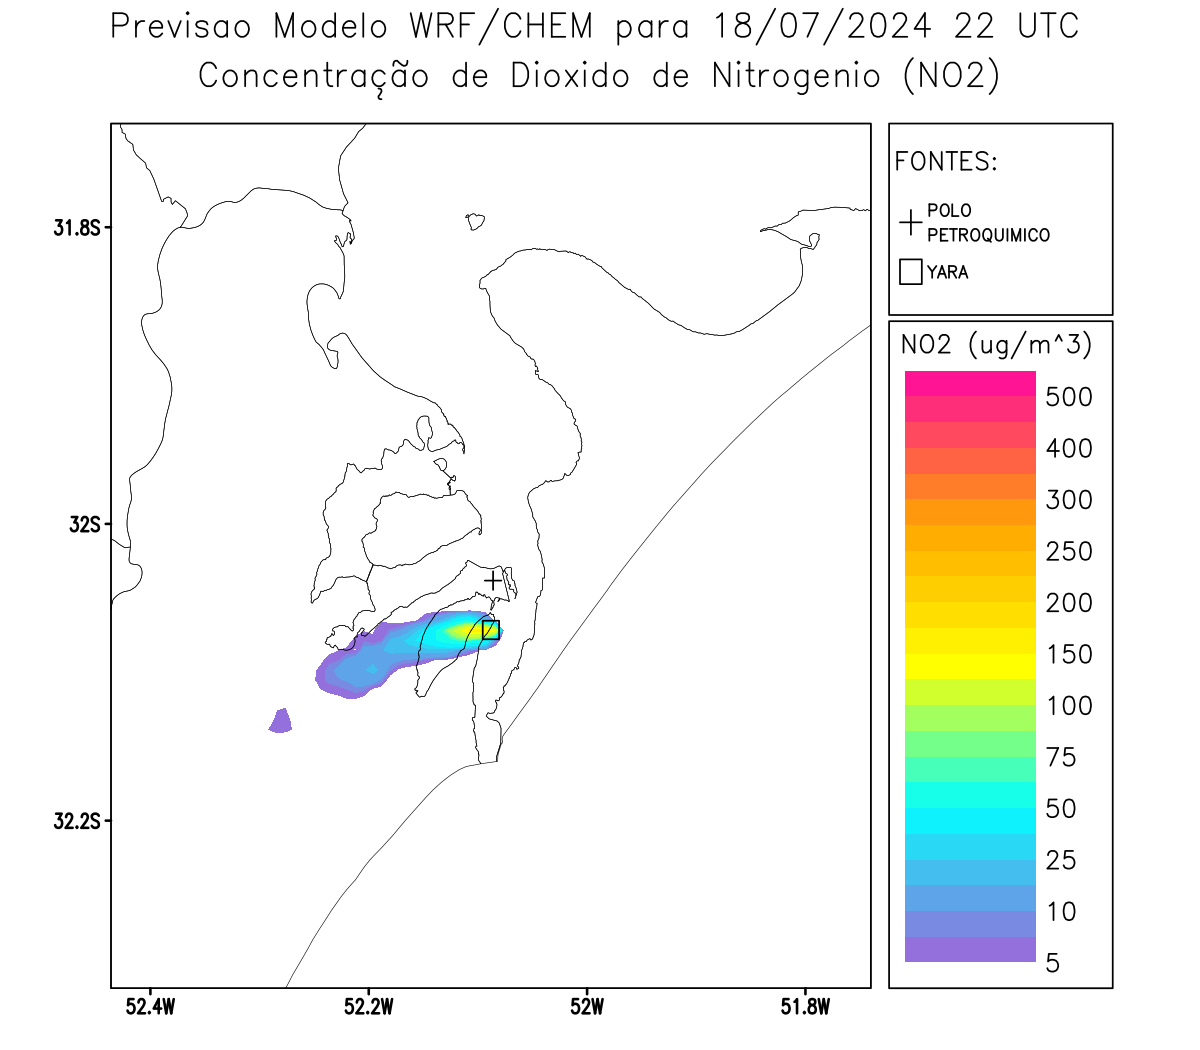 Previsao Modelo WRF/CHEM para 18/07/2024 22 UTC
Concentração de Dioxido de Nitrogenio (NO2)
FONTES:
POLO
PETROQUIMICO
YARA
NO2 (ug/m^3)
500
400
300
250
200
150
100
75
50
25
10
5
31.8S
32S
32.2S
52.4W
52.2W
52W
51.8W